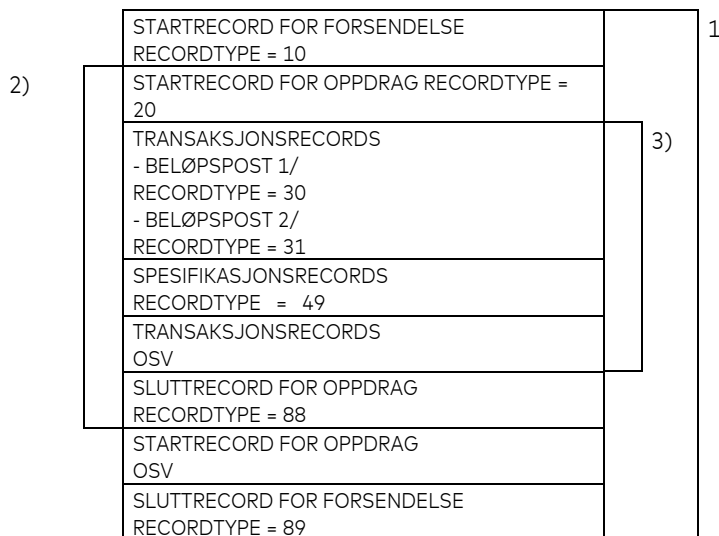 STARTRECORD FOR FORSENDELSE
1
RECORDTYPE = 10
2)
STARTRECORD FOR OPPDRAG RECORDTYPE =
20
TRANSAKSJONSRECORDS
3)
- BELØPSPOST 1/
RECORDTYPE = 30
- BELØPSPOST 2/
RECORDTYPE = 31
SPESIFIKASJONSRECORDS
RECORDTYPE = 49
TRANSAKSJONSRECORDS
OSV
SLUTTRECORD FOR OPPDRAG
RECORDTYPE = 88
STARTRECORD FOR OPPDRAG
OSV
SLUTTRECORD FOR FORSENDELSE
RECORDTYPE = 89